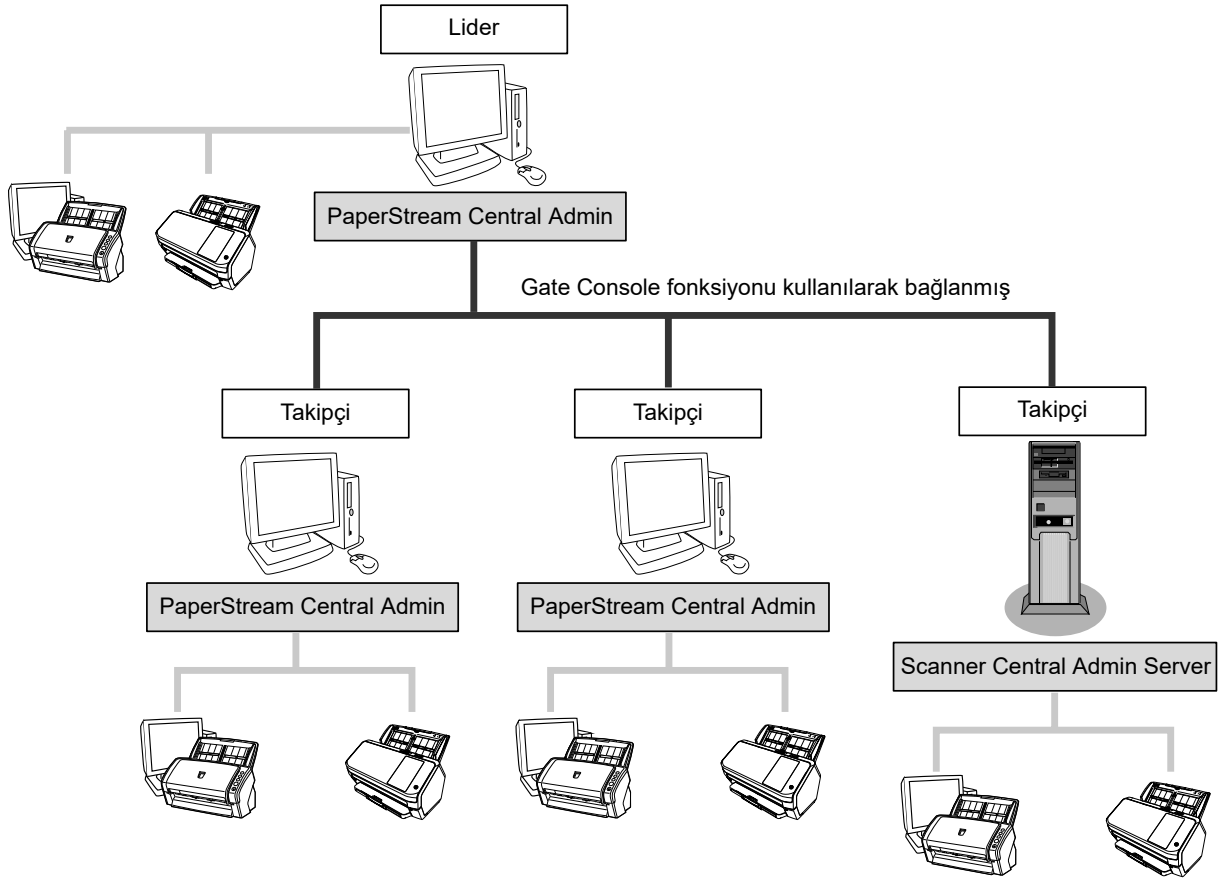 Lider
PaperStream Central Admin
Gate Console fonksiyonu kullanılarak bağlanmış
Takipçi
Takipçi
Takipçi
PaperStream Central Admin
PaperStream Central Admin
Scanner Central Admin Server